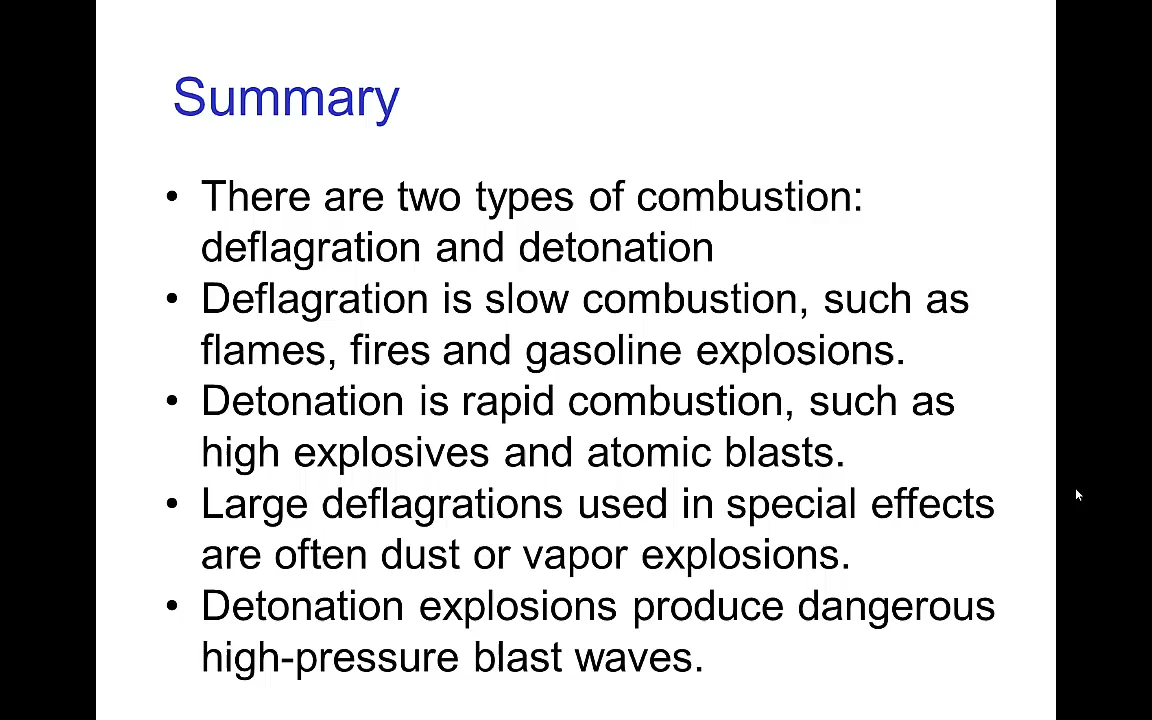 Summary
• There are two types of combustion:
deflagration and detonation
• Deflagration is slow combustion, such as
flames, fires and gasoline explosions.
• Detonation is rapid combustion, such as
high explosives and atomic blasts.
• Large deflagrations used in special effects
are often dust or vapor explosions.
• Detonation explosions produce dangerous
high-pressure blast waves.